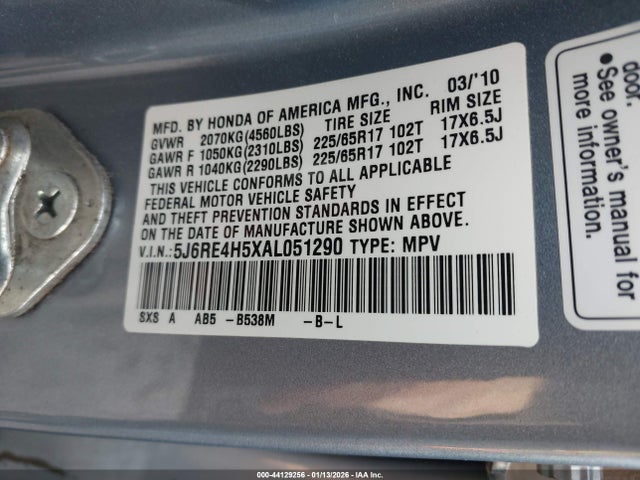 MFD. BY HONDA OF AMERICA MFG., INC. 03/'10
GVWR 2070KG(4560LBS) TIRE SIZE RIM SIZE
GAWR F 1050KG(2310LBS) 225/65R17 102T 17X6.5J
GAWR R 1040KG(2290LBS) 225/65R17 102T 17X6.5J
THIS VEHICLE CONFORMS TO ALL APPLICABLE
FEDERAL MOTOR VEHICLE SAFETY
AND THEFT PREVENTION STANDARDS IN EFFECT
ON THE DATE OF MANUFACTURE SHOWN ABOVE.
V.I.N.:5J6RE4H5XAL051290 TYPE: MPV
SXS A AB5 -B538M -B-L
door.
•See owner's manual
more information.
000-44129256 - 01/13/2026 - IAA Inc.